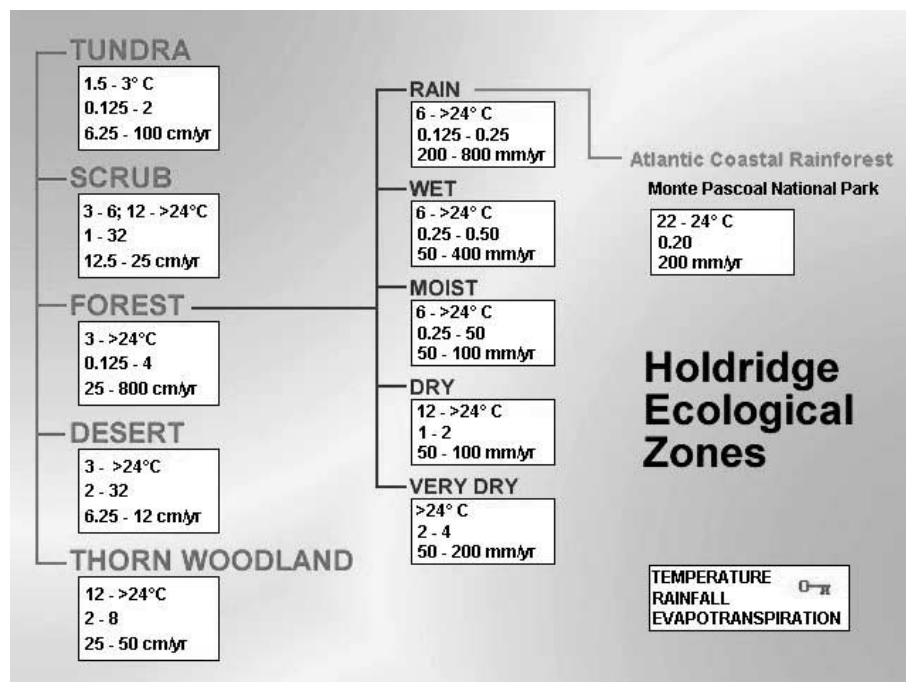 TUNDRA
1.5 - 3° C
0.125 - 2
6.25 - 100 cm/yr
SCRUB
3 - 6; 12 - >24°C
1 - 32
12.5 - 25 cm/yr
FOREST
3 - >24°C
0.125 - 4
25 - 800 cm/yr
DESERT
3 - >24°C
2 - 32
6.25 - 12 cm/yr
THORN WOODLAND
12 - >24°C
2 - 8
25 - 50 cm/yr
RAIN
6 - >24° C
0.125 - 0.25
200 - 800 mm/yr
WET
6 - >24° C
0.25 - 0.50
50 - 400 mm/yr
MOIST
6 - >24° C
0.25 - 50
50 - 100 mm/yr
DRY
12 - >24° C
1 - 2
50 - 100 mm/yr
VERY DRY
>24° C
2 - 4
50 - 200 mm/yr
Atlantic Coastal Rainforest
Monte Pascoal National Park
22 - 24° C
0.20
200 mm/yr
Holdridge
Ecological
Zones
TEMPERATURE
RAINFALL
EVAPOTRANSPIRATION